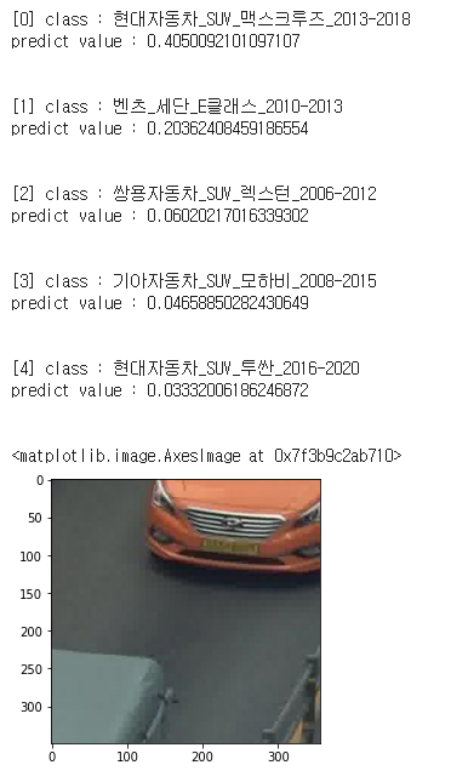 [0] class : 현대자동차_SUV_맥스크루즈_2013-2018
predict value : 0.4050092101097107
[1] class : 벤츠_세단_E클래스_2010-2013
predict value : 0.20362408459186554
[2] class : 쌍용자동차_SUV_렉스턴_2006-2012
predict value : 0.06020217016339302
[3] class : 기아자동차_SUV_모하비_2008-2015
predict value : 0.04658850282430649
[4] class : 현대자동차_SUV_투싼_2016-2020
predict value : 0.03332006186246872
<matplotlib.image.AxesImage at 0x7f3b9c2ab710>
0
50
100
150
200
250
300
0 100 200 300